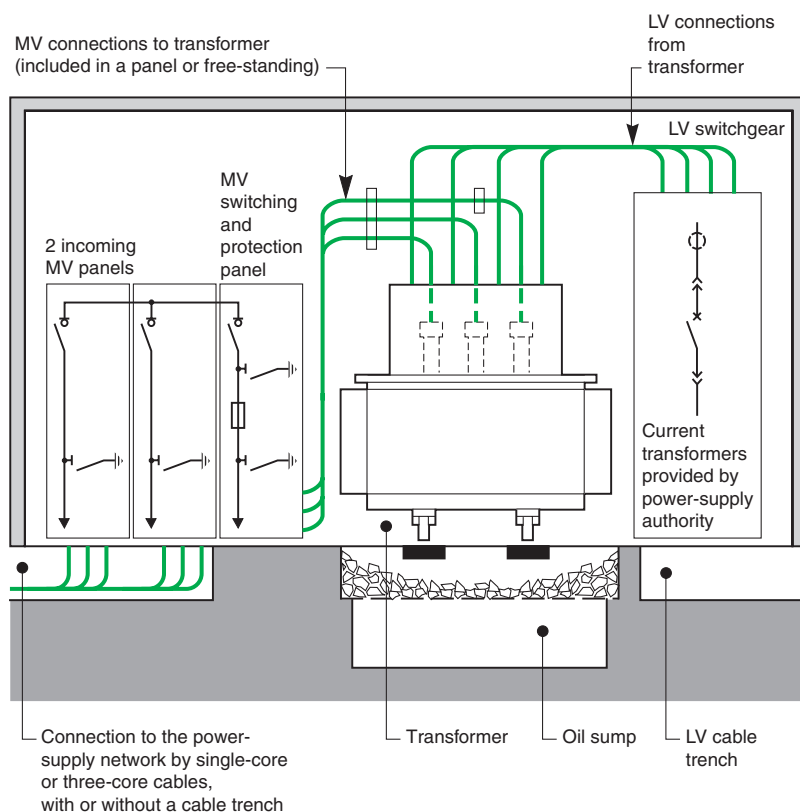 MV connections to transformer
(included in a panel or free-standing)
LV connections
from
transformer
LV switchgear
MV
switching
and
protection
panel
2 incoming
MV panels
Current
transformers
provided by
power-supply
authority
Connection to the power-
supply network by single-core
or three-core cables,
with or without a cable trench
Transformer
Oil sump
LV cable
trench